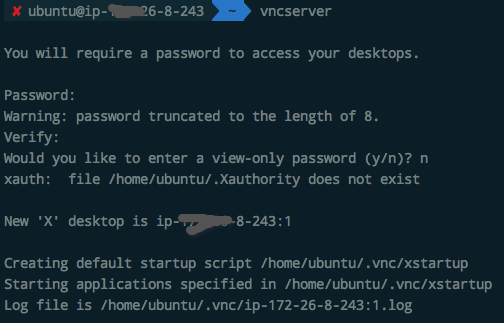 ✘ ubuntu@ip- 26-8-243 ~ vncserver
You will require a password to access your desktops.
Password:
Warning: password truncated to the length of 8.
Verify:
Would you like to enter a view-only password (y/n)? n
xauth:  file /home/ubuntu/.Xauthority does not exist
New 'X' desktop is ip- -8-243:1
Creating default startup script /home/ubuntu/.vnc/xstartup
Starting applications specified in /home/ubuntu/.vnc/xstartup
Log file is /home/ubuntu/.vnc/ip-172-26-8-243:1.log